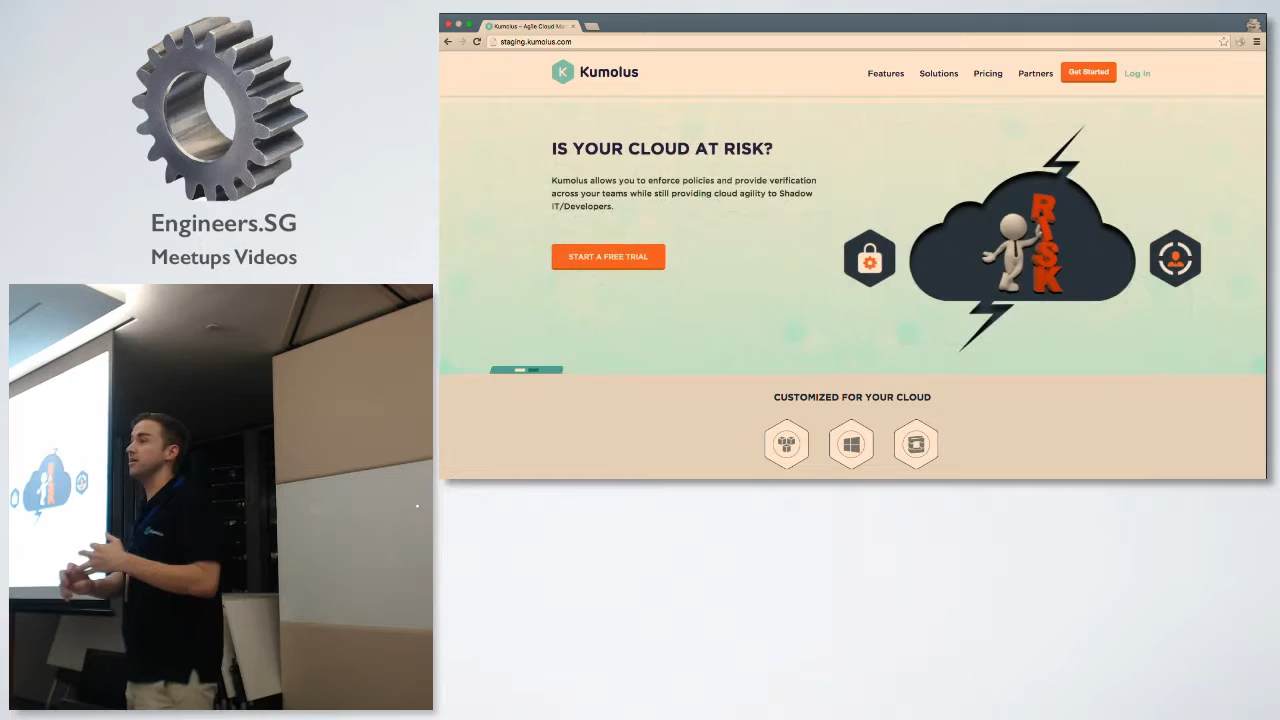 Engineers.SG
Meetups Videos
Kumolus – Agile Cloud Man
staging.kumolus.com
K Kumolus
Features Solutions Pricing Partners Get Started Log In
IS YOUR CLOUD AT RISK?
Kumolus allows you to enforce policies and provide verification
across your teams while still providing cloud agility to Shadow
IT/Developers.
START A FREE TRIAL
RISK
CUSTOMIZED FOR YOUR CLOUD